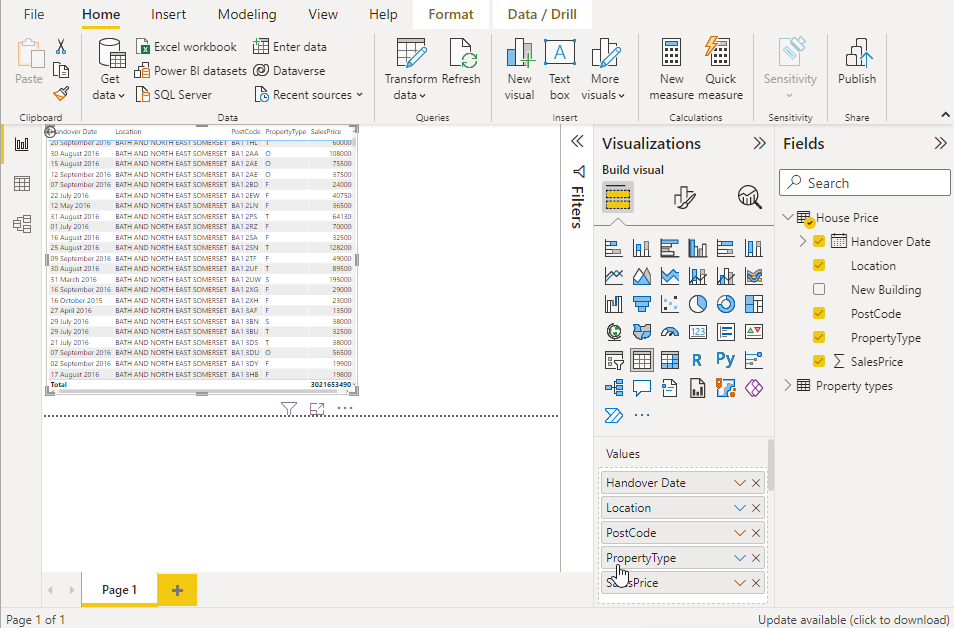 File Home Insert Modeling View Help Format Data / Drill
Paste
Get
data
Excel workbook
Power BI datasets
SQL Server
Enter data
Dataverse
Recent sources
Transform
data
Refresh
New
visual
A
Text
box
More
visuals
New
measure
Quick
measure
Sensitivity
Publish
Clipboard Data Queries Insert Calculations Sensitivity Share
Handover Date Location PostCode PropertyType SalesPrice
20 September 2016 BATH AND NORTH EAST SOMERSET BA1 1HL T 60000
30 August 2016 BATH AND NORTH EAST SOMERSET BA1 2AA O 108000
15 August 2016 BATH AND NORTH EAST SOMERSET BA1 2AE O 75500
12 September 2016 BATH AND NORTH EAST SOMERSET BA1 2AE O 37500
07 September 2016 BATH AND NORTH EAST SOMERSET BA1 2BD F 24000
22 July 2016 BATH AND NORTH EAST SOMERSET BA1 2EW F 40750
12 May 2016 BATH AND NORTH EAST SOMERSET BA1 2LN F 36500
31 August 2016 BATH AND NORTH EAST SOMERSET BA1 2PS T 64130
01 July 2016 BATH AND NORTH EAST SOMERSET BA1 2RZ F 70000
16 August 2016 BATH AND NORTH EAST SOMERSET BA1 2SA F 32500
25 August 2016 BATH AND NORTH EAST SOMERSET BA1 2SN T 128200
09 September 2016 BATH AND NORTH EAST SOMERSET BA1 2TF F 49000
30 August 2016 BATH AND NORTH EAST SOMERSET BA1 2UF T 89500
31 March 2016 BATH AND NORTH EAST SOMERSET BA1 2UW S 195000
16 September 2016 BATH AND NORTH EAST SOMERSET BA1 2XG F 29000
16 October 2015 BATH AND NORTH EAST SOMERSET BA1 2XH F 23000
27 April 2016 BATH AND NORTH EAST SOMERSET BA1 3AF F 13500
29 July 2016 BATH AND NORTH EAST SOMERSET BA1 3BN S 38000
29 July 2016 BATH AND NORTH EAST SOMERSET BA1 3BU T 32500
21 July 2016 BATH AND NORTH EAST SOMERSET BA1 3DS T 38000
07 September 2016 BATH AND NORTH EAST SOMERSET BA1 3DU O 56500
02 September 2016 BATH AND NORTH EAST SOMERSET BA1 3DY F 19900
17 August 2016 BATH AND NORTH EAST SOMERSET BA1 3HB F 19800
Total 3021653490
Filters
Visualizations
Build visual
123
R Py
Values
Handover Date
Location
PostCode
PropertyType
SalesPrice
Fields
Search
House Price
Handover Date
Location
New Building
PostCode
PropertyType
∑ SalesPrice
Property types
Page 1
Page 1 of 1
Update available (click to download)